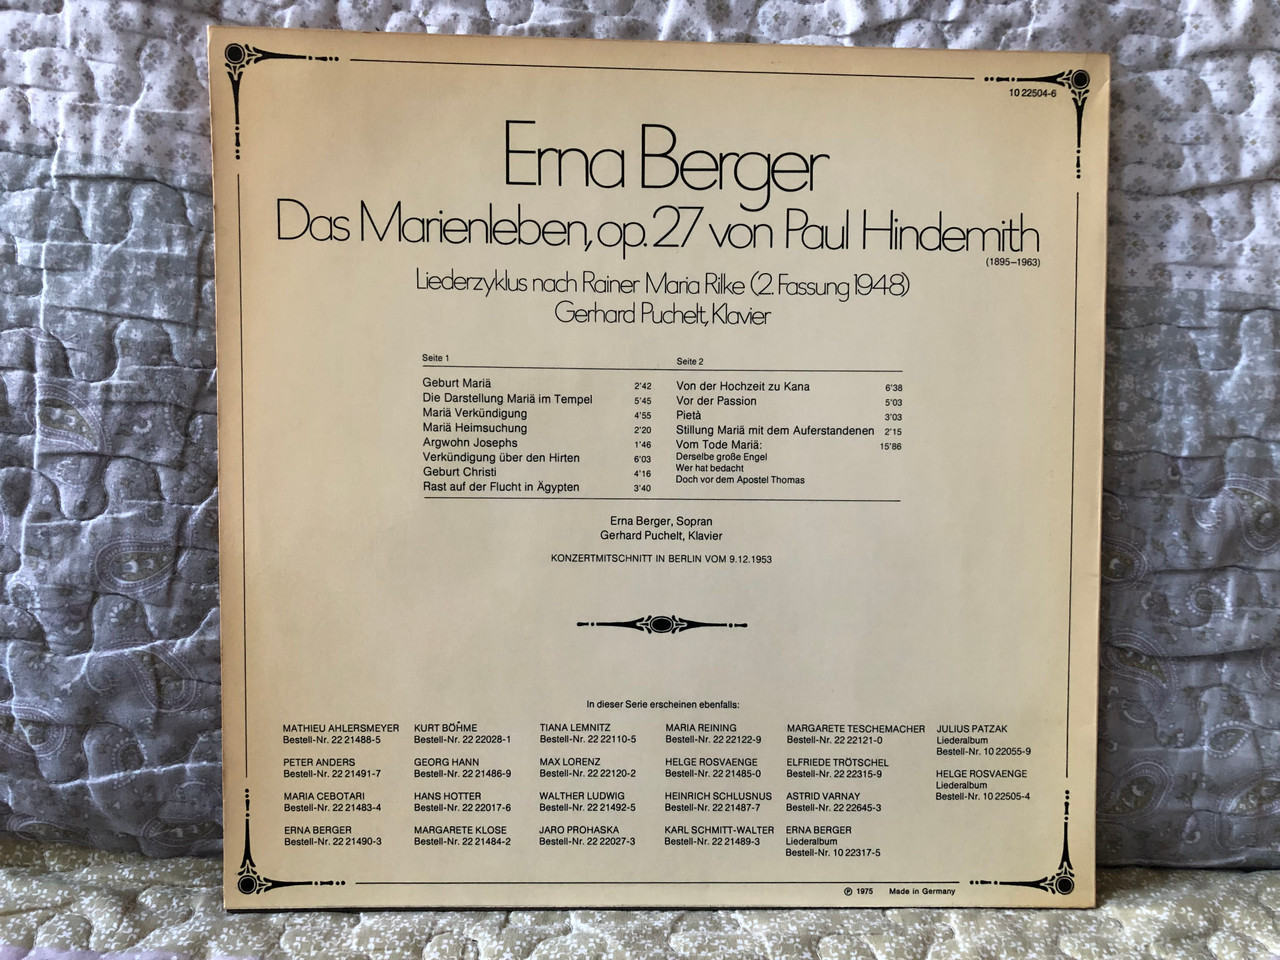 10 22504-6
Erna Berger
Das Marienleben, op. 27 von Paul Hindemith
(1895–1963)
Liederzyklus nach Rainer Maria Rilke (2. Fassung 1948)
Gerhard Puchelt, Klavier
Seite 1
Geburt Mariä 2'42
Die Darstellung Mariä im Tempel 5'45
Mariä Verkündigung 4'55
Mariä Heimsuchung 2'20
Argwohn Josephs 1'46
Verkündigung über den Hirten 6'03
Geburt Christi 4'16
Rast auf der Flucht in Ägypten 3'40
Seite 2
Von der Hochzeit zu Kana 6'38
Vor der Passion 5'03
Pietà 3'03
Stillung Mariä mit dem Auferstandenen 2'15
Vom Tode Mariä: 15'86
Derselbe große Engel
Wer hat bedacht
Doch vor dem Apostel Thomas
Erna Berger, Sopran
Gerhard Puchelt, Klavier
KONZERTMITSCHNITT IN BERLIN VOM 9.12.1953
In dieser Serie erscheinen ebenfalls:
MATHIEU AHLERSMEYER
Bestell-Nr. 22 21488-5
PETER ANDERS
Bestell-Nr. 22 21491-7
MARIA CEBOTARI
Bestell-Nr. 22 21483-4
ERNA BERGER
Bestell-Nr. 22 21490-3
KURT BÖHME
Bestell-Nr. 22 22028-1
GEORG HANN
Bestell-Nr. 22 21486-9
HANS HOTTER
Bestell-Nr. 22 22017-6
MARGARETE KLOSE
Bestell-Nr. 22 21484-2
TIANA LEMNITZ
Bestell-Nr. 22 22110-5
MAX LORENZ
Bestell-Nr. 22 22120-2
WALTHER LUDWIG
Bestell-Nr. 22 21492-5
JARO PROHASKA
Bestell-Nr. 22 22027-3
MARIA REINING
Bestell-Nr. 22 22122-9
HELGE ROSVAENGE
Bestell-Nr. 22 21485-0
HEINRICH SCHLUSNUS
Bestell-Nr. 22 21487-7
KARL SCHMITT-WALTER
Bestell-Nr. 22 21489-3
MARGARETE TESCHEMACHER
Bestell-Nr. 22 22121-0
ELFRIEDE TRÖTSCHEL
Bestell-Nr. 22 22315-9
ASTRID VARNAY
Bestell-Nr. 22 22645-3
ERNA BERGER
Liederalbum
Bestell-Nr. 10 22317-5
JULIUS PATZAK
Liederalbum
Bestell-Nr. 10 22055-9
HELGE ROSVAENGE
Liederalbum
Bestell-Nr. 10 22505-4
℗ 1975 Made in Germany